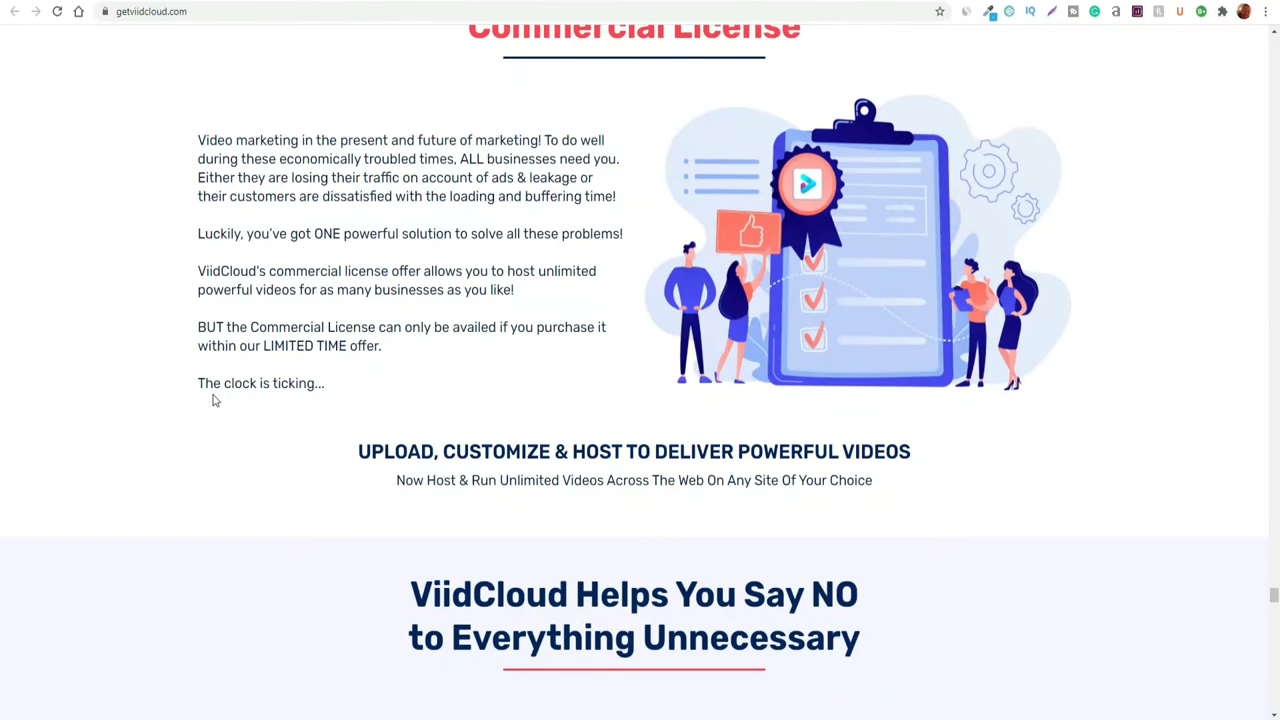 getviidcloud.com
Commercial License
Video marketing in the present and future of marketing! To do well
during these economically troubled times, ALL businesses need you.
Either they are losing their traffic on account of ads & leakage or
their customers are dissatisfied with the loading and buffering time!
Luckily, you've got ONE powerful solution to solve all these problems!
ViidCloud's commercial license offer allows you to host unlimited
powerful videos for as many businesses as you like!
BUT the Commercial License can only be availed if you purchase it
within our LIMITED TIME offer.
The clock is ticking...
UPLOAD, CUSTOMIZE & HOST TO DELIVER POWERFUL VIDEOS
Now Host & Run Unlimited Videos Across The Web On Any Site Of Your Choice
ViidCloud Helps You Say NO
to Everything Unnecessary